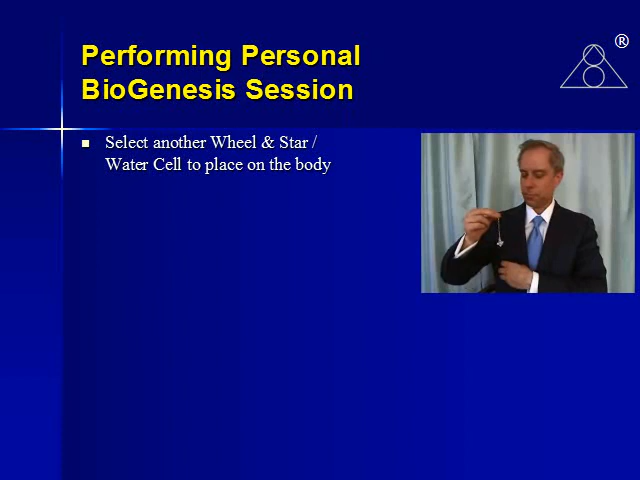 Performing Personal
BioGenesis Session
®
Select another Wheel & Star /
Water Cell to place on the body